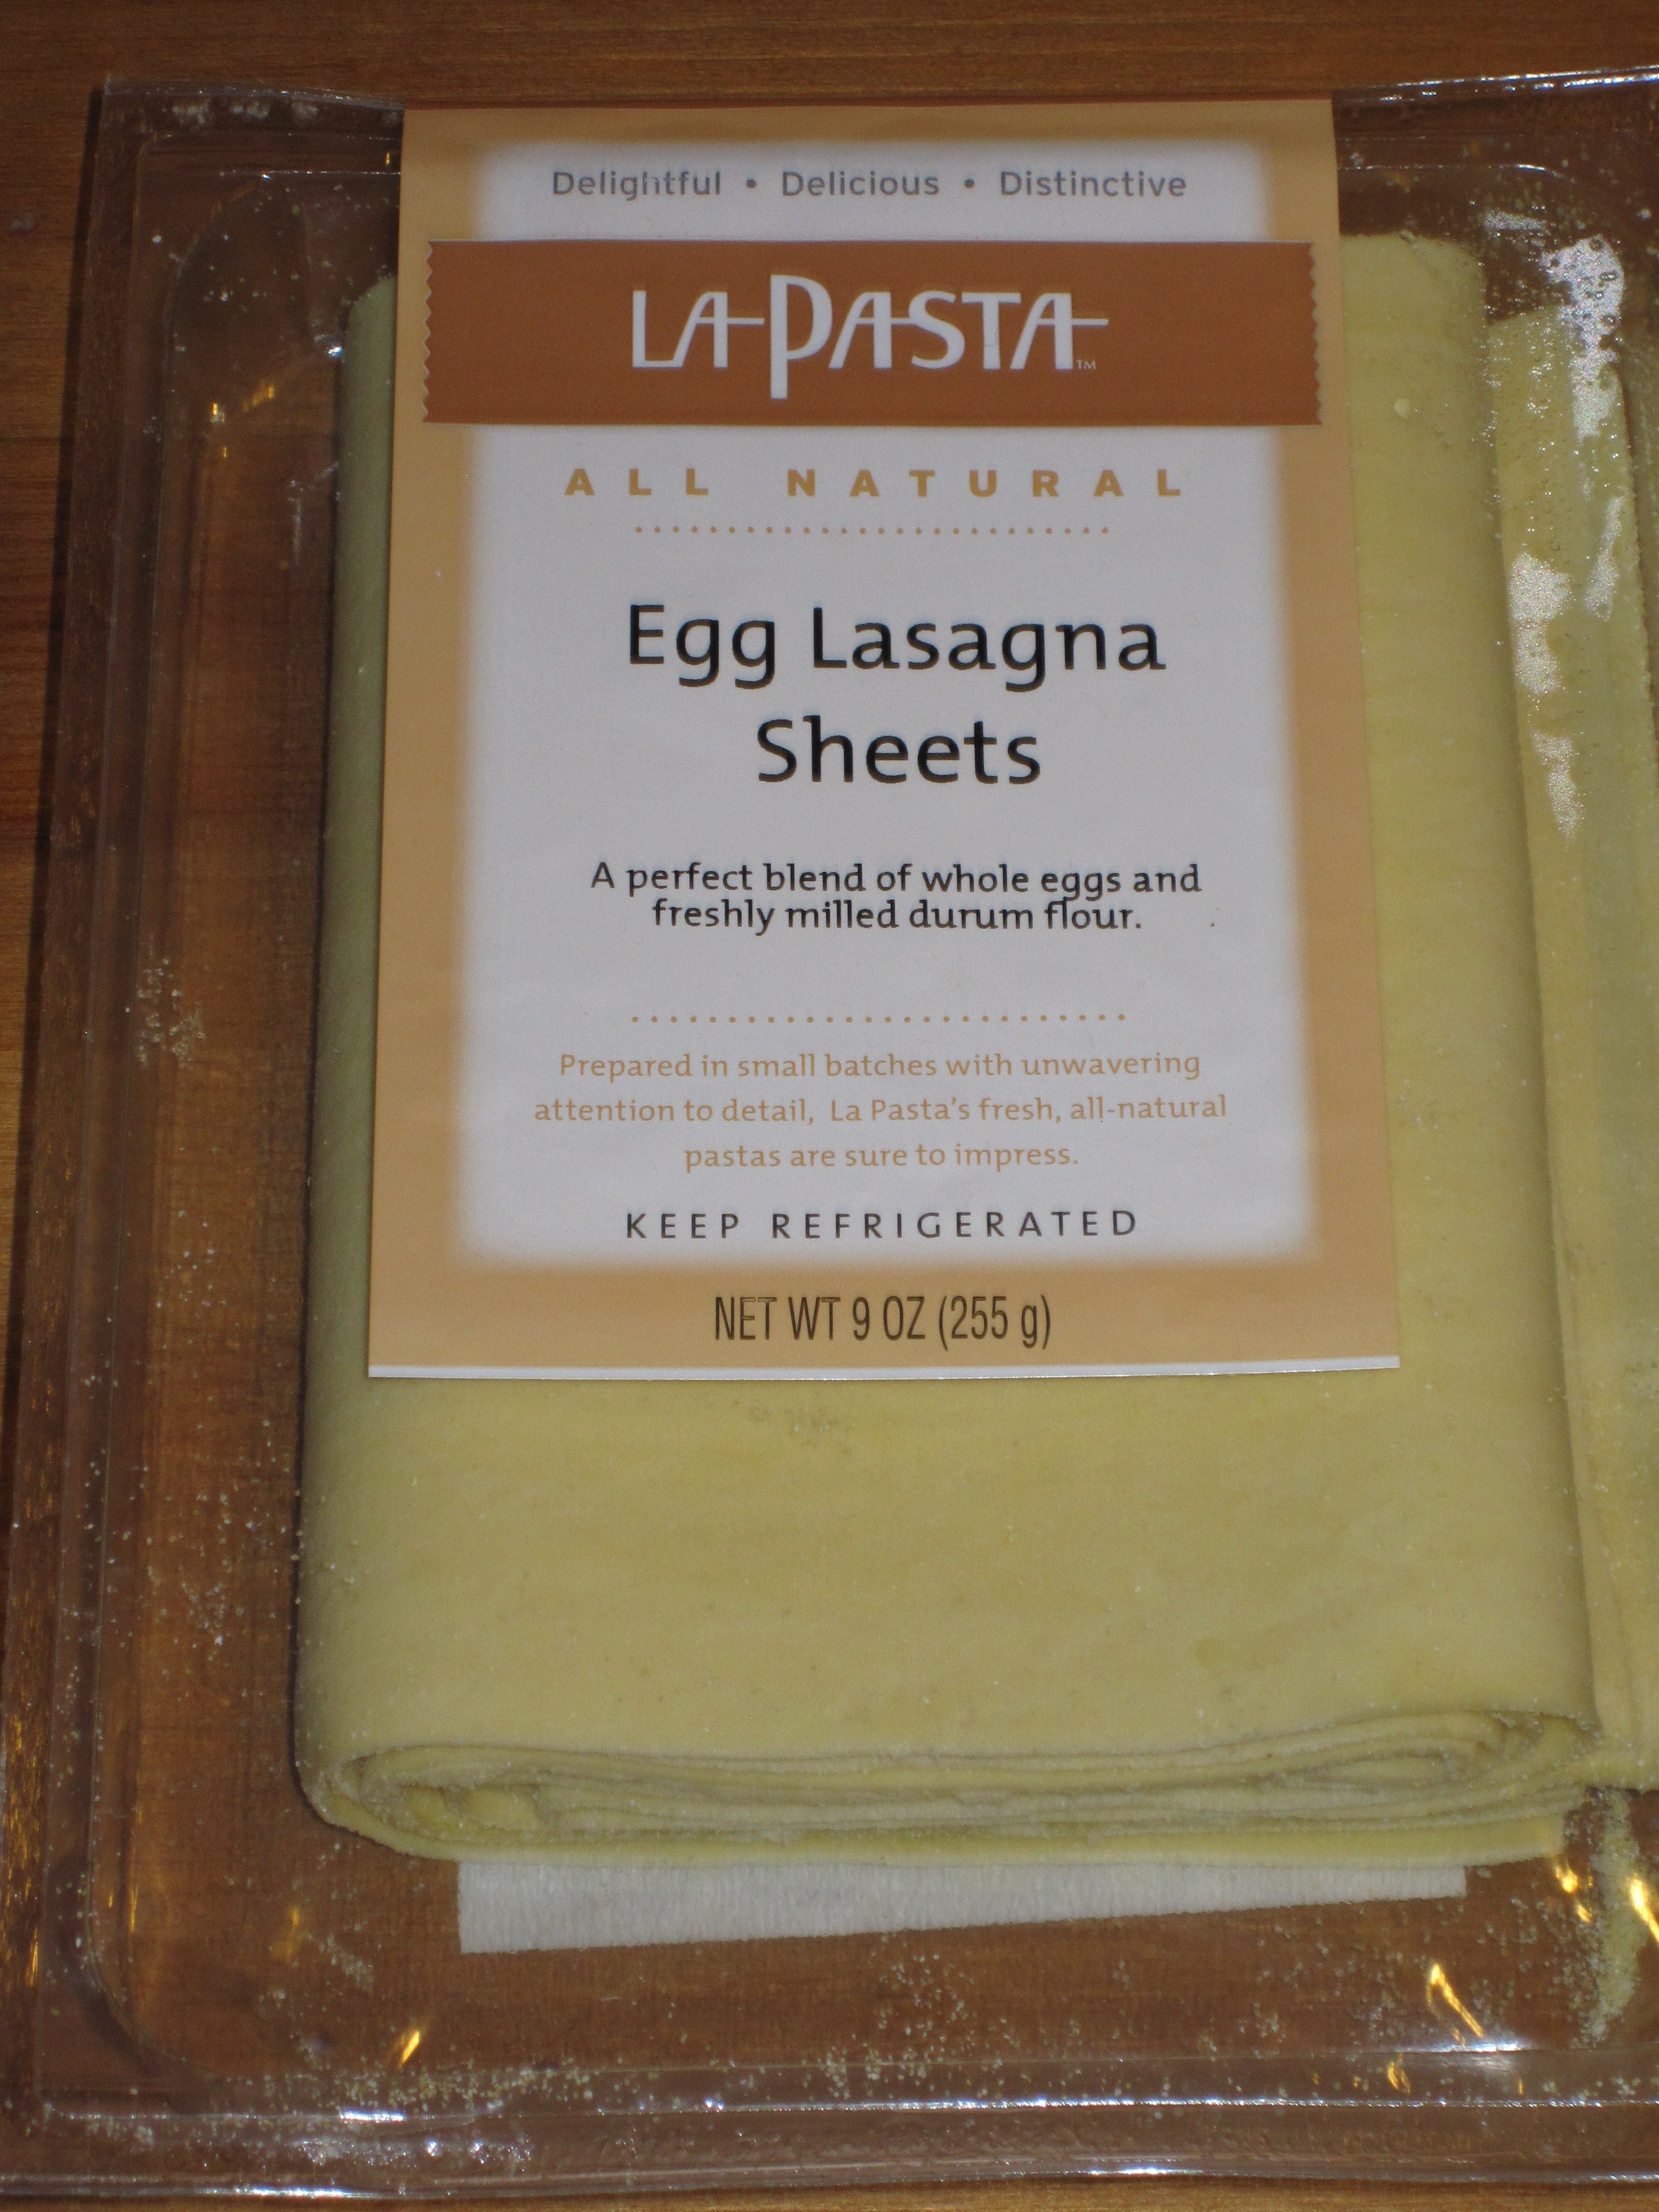 Delightful • Delicious • Distinctive
LA PASTA™
ALL NATURAL
Egg Lasagna
Sheets
A perfect blend of whole eggs and
freshly milled durum flour.
Prepared in small batches with unwavering
attention to detail, La Pasta's fresh, all-natural
pastas are sure to impress.
KEEP REFRIGERATED
NET WT 9 OZ (255 g)